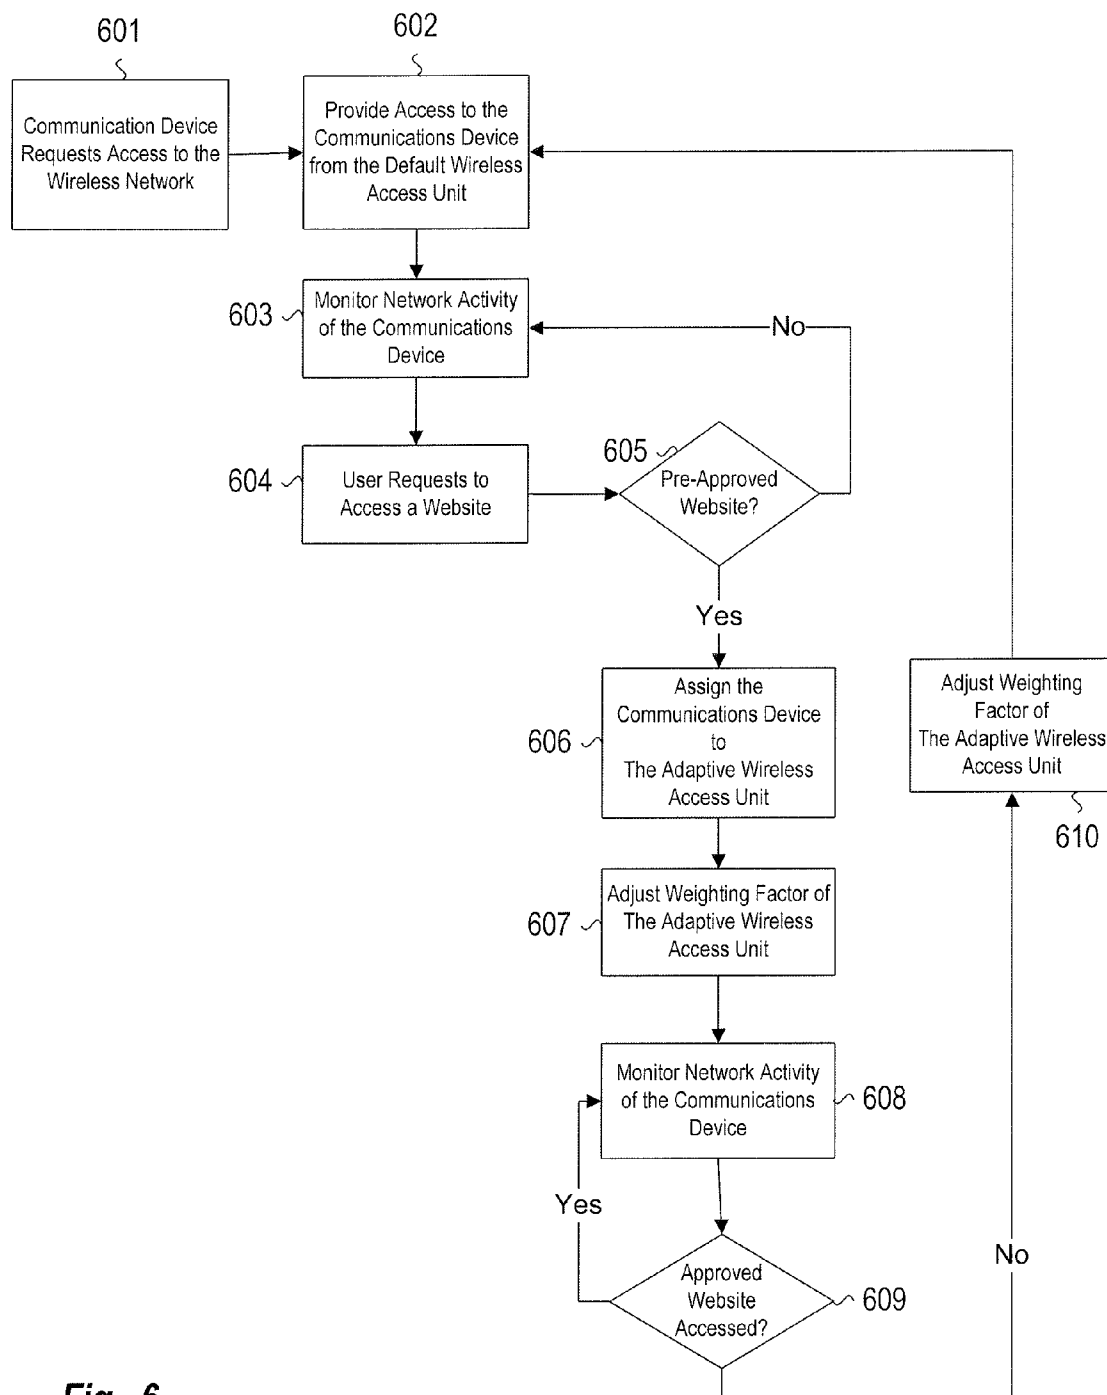 601
602
Communication Device
Requests Access to the
Wireless Network
Provide Access to the
Communications Device
from the Default Wireless
Access Unit
603
Monitor Network Activity
of the Communications
Device
No
604
User Requests to
Access a Website
605
Pre-Approved
Website?
Yes
606
Assign the
Communications Device
to
The Adaptive Wireless
Access Unit
Adjust Weighting
Factor of
The Adaptive Wireless
Access Unit
610
607
Adjust Weighting Factor of
The Adaptive Wireless
Access Unit
Monitor Network Activity
of the Communications
Device
608
Yes
No
Approved
Website
Accessed?
609
Fig. 6